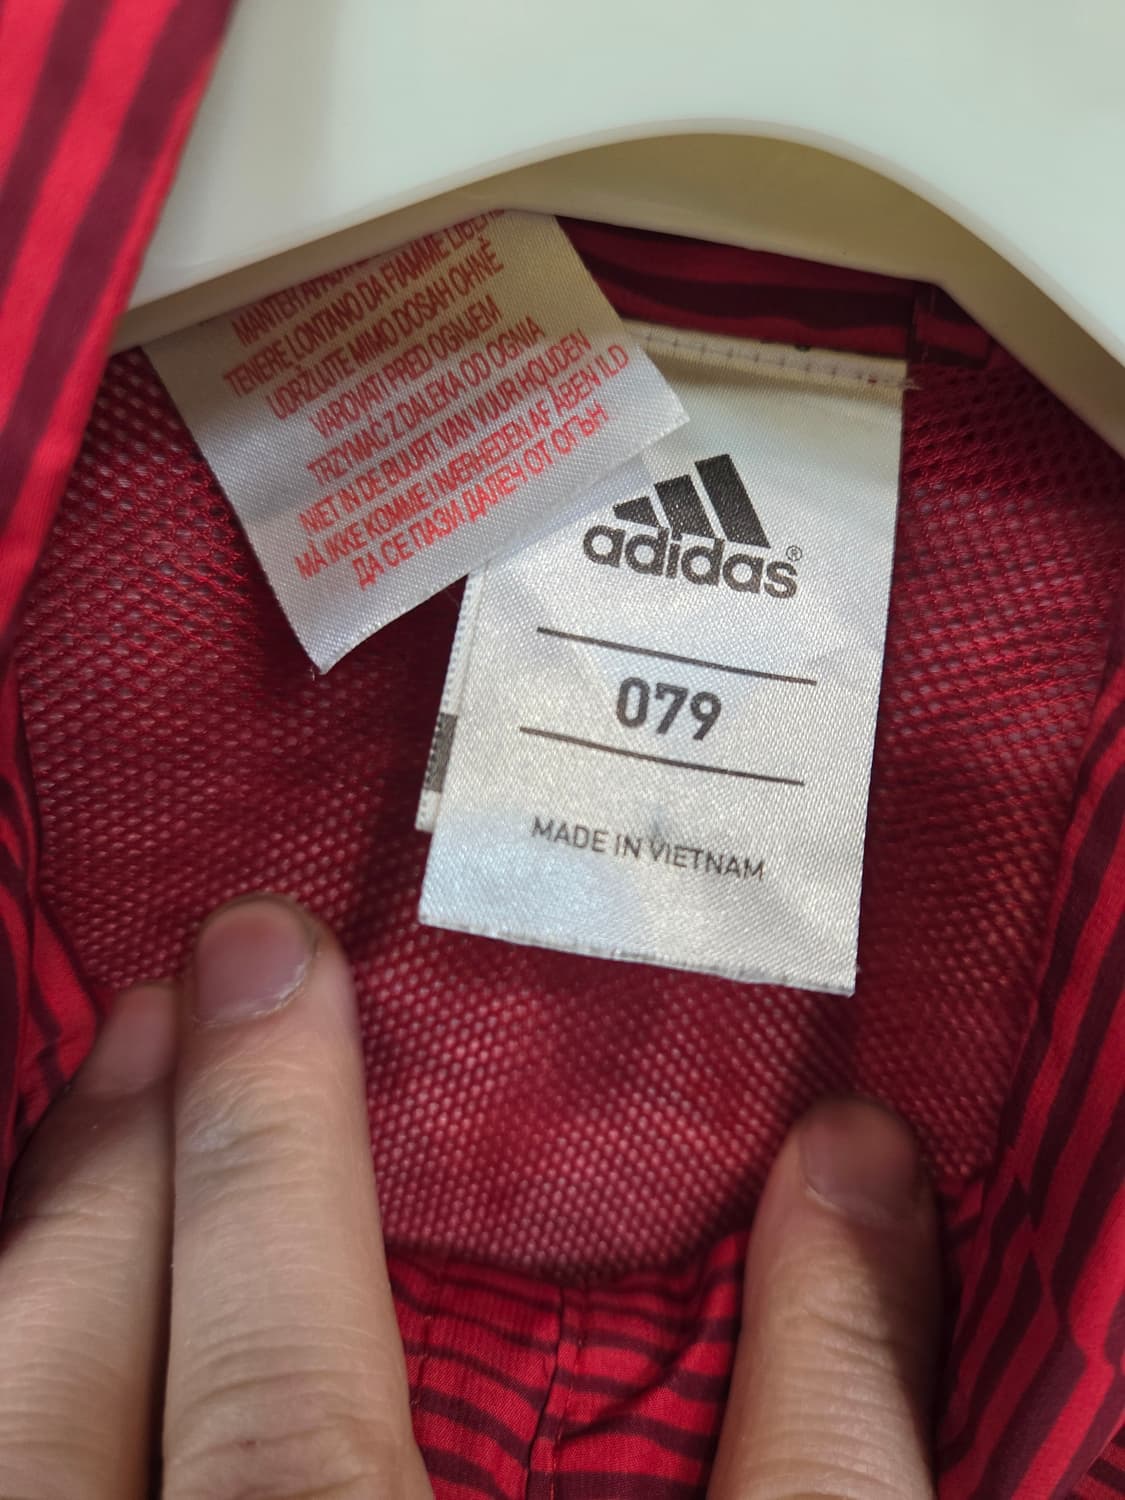 TENERE LONTANO DA FIAMME LIBERE
UDRŽUJTE MIMO DOSAH OHNĚ
VAROVATI PRED OGNJEM
TRZYMAĆ Z DALEKA OD OGNIA
NIET IN DE BUURT VAN VUUR HOUDEN
MÅ IKKE KOMME I NÆRHEDEN AF ÅBEN ILD
ДА СЕ ПАЗИ ДАЛЕЧ ОТ ОГЪН
adidas®
079
MADE IN VIETNAM